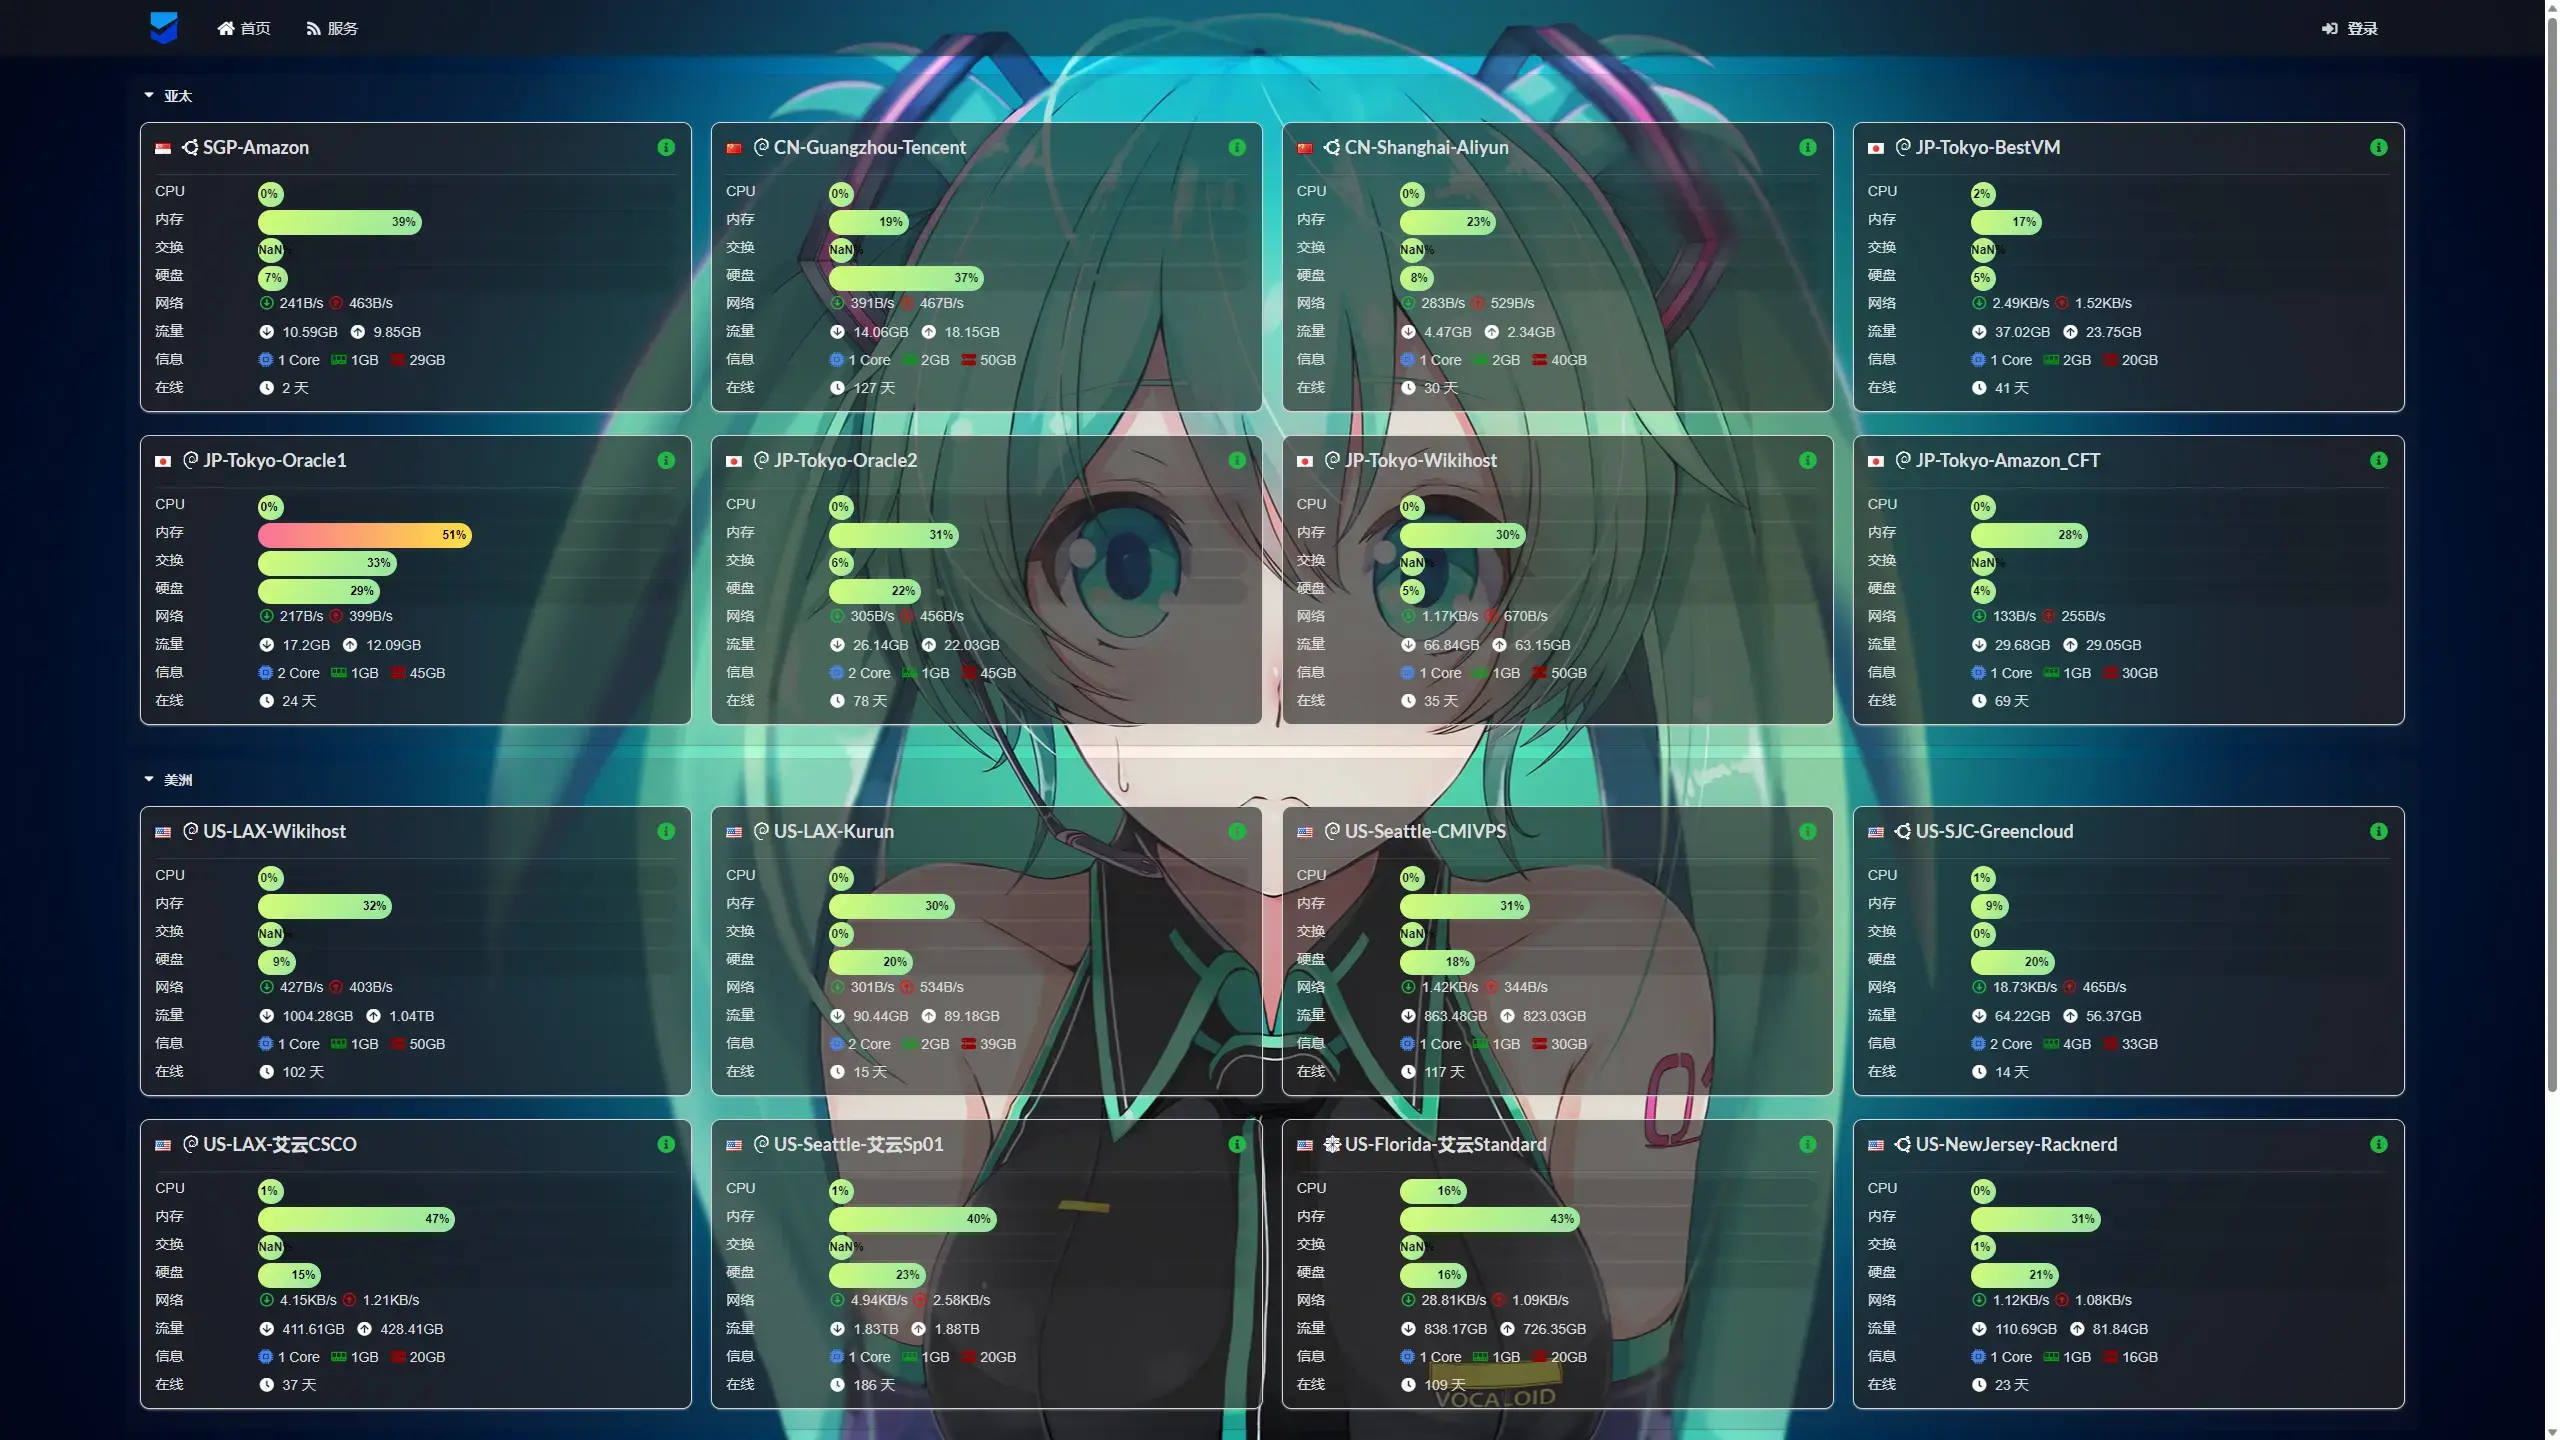 首页 服务 登录
亚太
SGP-Amazon
CPU 0%
内存 39%
交换 NaN%
硬盘 7%
网络 241B/s 463B/s
流量 10.59GB 9.85GB
信息 1 Core 1GB 29GB
在线 2 天
CN-Guangzhou-Tencent
CPU 0%
内存 19%
交换 NaN%
硬盘 37%
网络 391B/s 467B/s
流量 14.06GB 18.15GB
信息 1 Core 2GB 50GB
在线 127 天
CN-Shanghai-Aliyun
CPU 0%
内存 23%
交换 NaN%
硬盘 8%
网络 283B/s 529B/s
流量 4.47GB 2.34GB
信息 1 Core 2GB 40GB
在线 30 天
JP-Tokyo-BestVM
CPU 2%
内存 17%
交换 NaN%
硬盘 5%
网络 2.49KB/s 1.52KB/s
流量 37.02GB 23.75GB
信息 1 Core 2GB 20GB
在线 41 天
JP-Tokyo-Oracle1
CPU 0%
内存 51%
交换 33%
硬盘 29%
网络 217B/s 399B/s
流量 17.2GB 12.09GB
信息 2 Core 1GB 45GB
在线 24 天
JP-Tokyo-Oracle2
CPU 0%
内存 31%
交换 6%
硬盘 22%
网络 305B/s 456B/s
流量 26.14GB 22.03GB
信息 2 Core 1GB 45GB
在线 78 天
JP-Tokyo-Wikihost
CPU 0%
内存 30%
交换 NaN%
硬盘 5%
网络 1.17KB/s 670B/s
流量 66.84GB 63.15GB
信息 1 Core 1GB 50GB
在线 35 天
JP-Tokyo-Amazon_CFT
CPU 0%
内存 28%
交换 NaN%
硬盘 4%
网络 133B/s 255B/s
流量 29.68GB 29.05GB
信息 1 Core 1GB 30GB
在线 69 天
美洲
US-LAX-Wikihost
CPU 0%
内存 32%
交换 NaN%
硬盘 9%
网络 427B/s 403B/s
流量 1004.28GB 1.04TB
信息 1 Core 1GB 50GB
在线 102 天
US-LAX-Kurun
CPU 0%
内存 30%
交换 0%
硬盘 20%
网络 301B/s 534B/s
流量 90.44GB 89.18GB
信息 2 Core 2GB 39GB
在线 15 天
US-Seattle-CMIVPS
CPU 0%
内存 31%
交换 NaN%
硬盘 18%
网络 1.42KB/s 344B/s
流量 863.48GB 823.03GB
信息 1 Core 1GB 30GB
在线 117 天
US-SJC-Greencloud
CPU 1%
内存 9%
交换 0%
硬盘 20%
网络 18.73KB/s 465B/s
流量 64.22GB 56.37GB
信息 2 Core 4GB 33GB
在线 14 天
US-LAX-艾云CSCO
CPU 1%
内存 47%
交换 NaN%
硬盘 15%
网络 4.15KB/s 1.21KB/s
流量 411.61GB 428.41GB
信息 1 Core 1GB 20GB
在线 37 天
US-Seattle-艾云Sp01
CPU 1%
内存 40%
交换 NaN%
硬盘 23%
网络 4.94KB/s 2.58KB/s
流量 1.83TB 1.88TB
信息 1 Core 1GB 20GB
在线 186 天
US-Florida-艾云Standard
CPU 16%
内存 43%
交换 NaN%
硬盘 16%
网络 28.81KB/s 1.09KB/s
流量 838.17GB 726.35GB
信息 1 Core 1GB 20GB
在线 109 天
VOCALOID
US-NewJersey-Racknerd
CPU 0%
内存 31%
交换 1%
硬盘 21%
网络 1.12KB/s 1.08KB/s
流量 110.69GB 81.84GB
信息 1 Core 1GB 16GB
在线 23 天